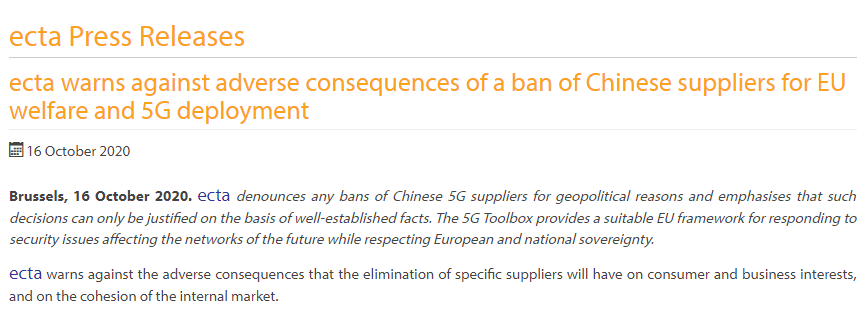 ecta Press Releases
ecta warns against adverse consequences of a ban of Chinese suppliers for EU
welfare and 5G deployment
16 October 2020
Brussels, 16 October 2020. ecta denounces any bans of Chinese 5G suppliers for geopolitical reasons and emphasises that such
decisions can only be justified on the basis of well-established facts. The 5G Toolbox provides a suitable EU framework for responding to
security issues affecting the networks of the future while respecting European and national sovereignty.
ecta warns against the adverse consequences that the elimination of specific suppliers will have on consumer and business interests,
and on the cohesion of the internal market.